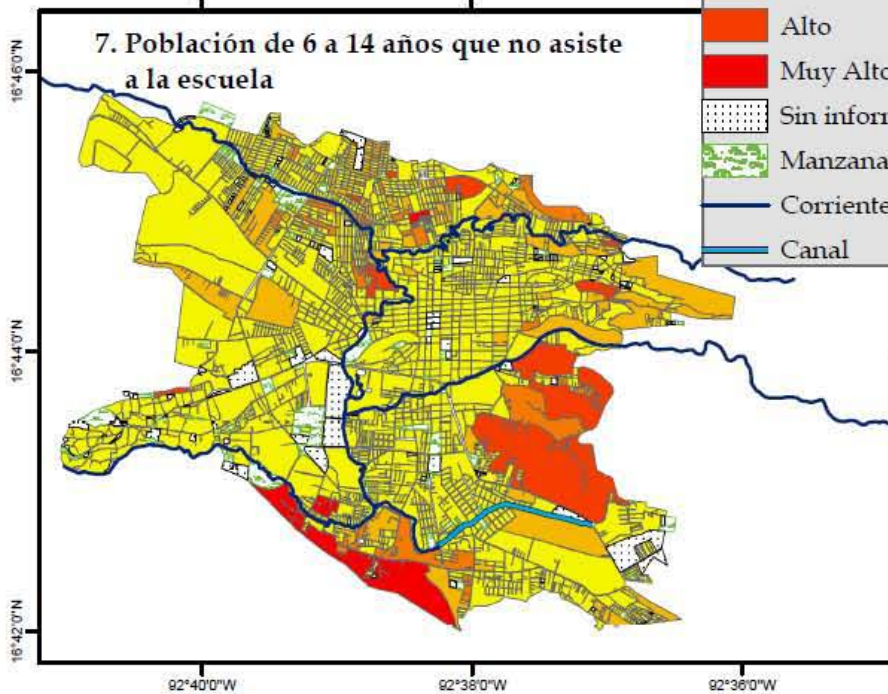 7. Población de 6 a 14 años que no asiste
a la escuela
Alto
Muy Alto
Sin
Manzana
Corriente
Canal
16°46'0"N
16°44'0"N
16°42'0"N
92°40'0"W
92°38'0"W
92°36'0"W